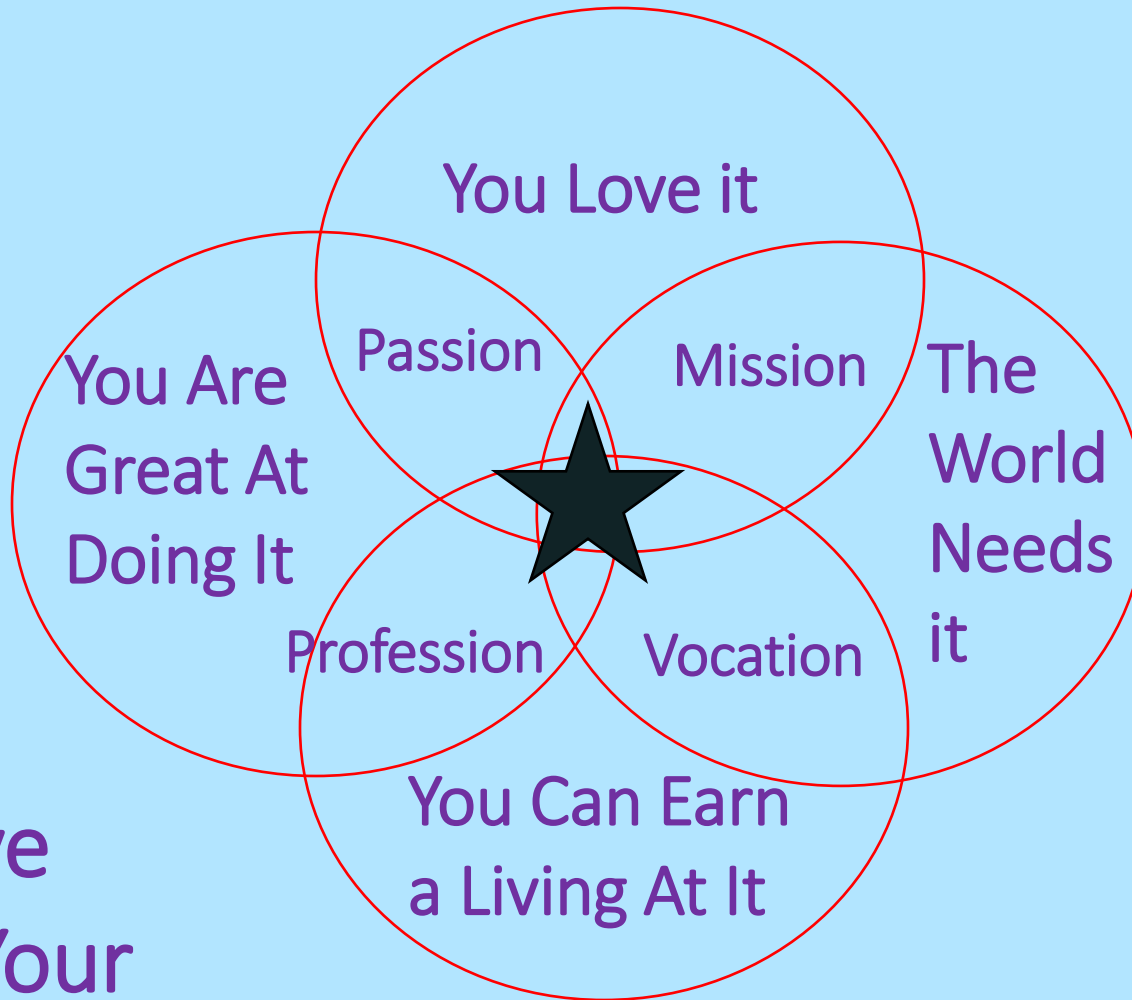 You Love it
Passion
Mission
You Are
Great At
Doing It
The
World
Needs
it
Profession
Vocation
You Can Earn
a Living At It
Your